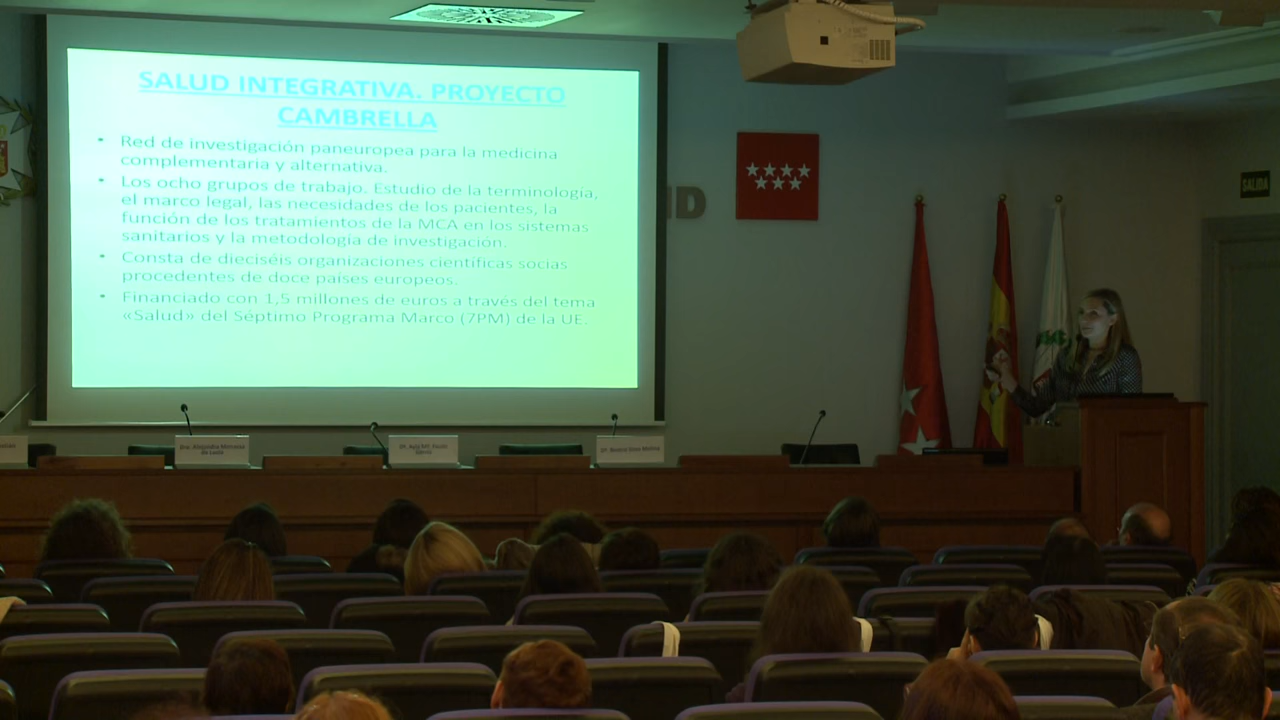 SALUD INTEGRATIVA. PROYECTO
CAMBRELLA
• Red de investigación paneuropea para la medicina
complementaria y alternativa.
• Los ocho grupos de trabajo. Estudio de la terminología,
el marco legal, las necesidades de los pacientes, la
función de los tratamientos de la MCA en los sistemas
sanitarios y la metodología de investigación.
• Consta de dieciséis organizaciones científicas socias
procedentes de doce países europeos.
• Financiado con 1,5 millones de euros a través del tema
«Salud» del Séptimo Programa Marco (7PM) de la UE.
ID
SALIDA
Dra. Alejandra
de